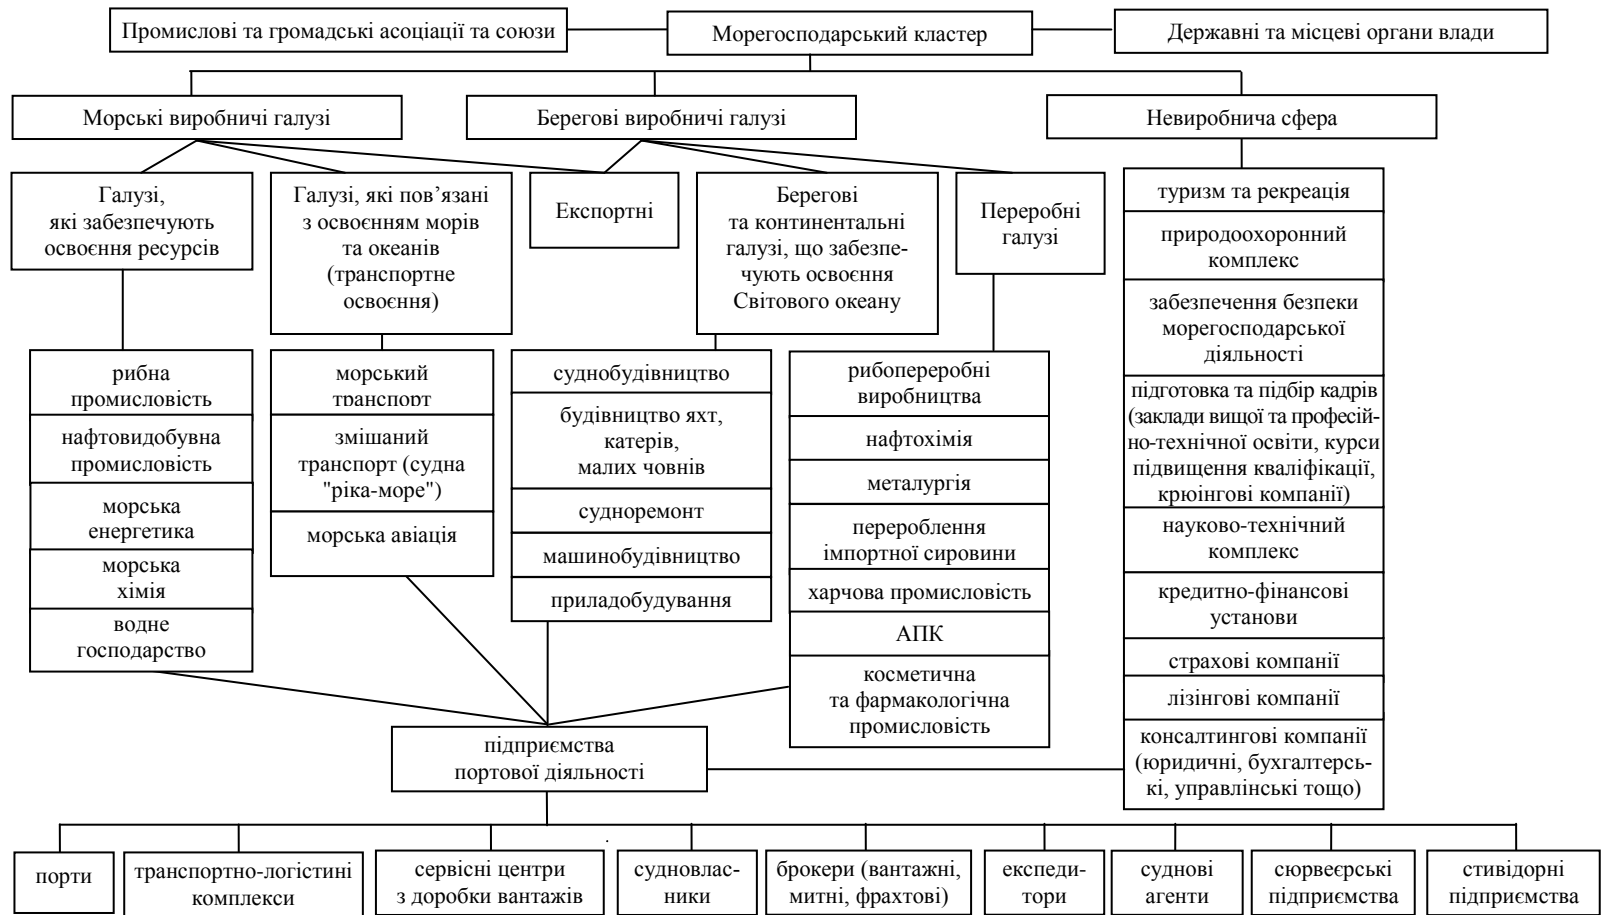 Промислові та громадські асоціації та союзи
Морегосподарський кластер
Державні та місцеві органи влади
Морські виробничі галузі
Берегові виробничі галузі
Невиробнича сфера
Галузі,
які забезпечують
освоєння ресурсів
Галузі, які пов’язані
з освоєнням морів
та океанів
(транспортне
освоєння)
Експортні
Берегові
та континентальні
галузі, що забезпе-
чують освоєння
Світового океану
Переробні
галузі
рибна
промисловість
нафтовидобувна
промисловість
морська
енергетика
морська
хімія
водне
господарство
морський
транспорт
змішаний
транспорт (судна
"ріка-море")
морська авіація
суднобудівництво
будівництво яхт,
катерів,
малих човнів
судноремонт
машинобудівництво
приладобудування
рибопереробні
виробництва
нафтохімія
металургія
перероблення
імпортної сировини
харчова промисловість
АПК
косметична
та фармакологічна
промисловість
туризм та рекреація
природоохоронний
комплекс
забезпечення безпеки
морегосподарської
діяльності
підготовка та підбір кадрів
(заклади вищої та професій-
но-технічної освіти, курси
підвищення кваліфікації,
крюінгові компанії)
науково-технічний
комплекс
кредитно-фінансові
установи
страхові компанії
лізінгові компанії
консалтингові компанії
(юридичні, бухгалтерсь-
кі, управлінські тощо)
підприємства
портової діяльності
порти
транспортно-логістині
комплекси
сервісні центри
з доробки вантажів
судновлас-
ники
брокери (вантажні,
митні, фрахтові)
експеди-
тори
суднові
агенти
сюрвеєрські
підприємства
стивідорні
підприємства